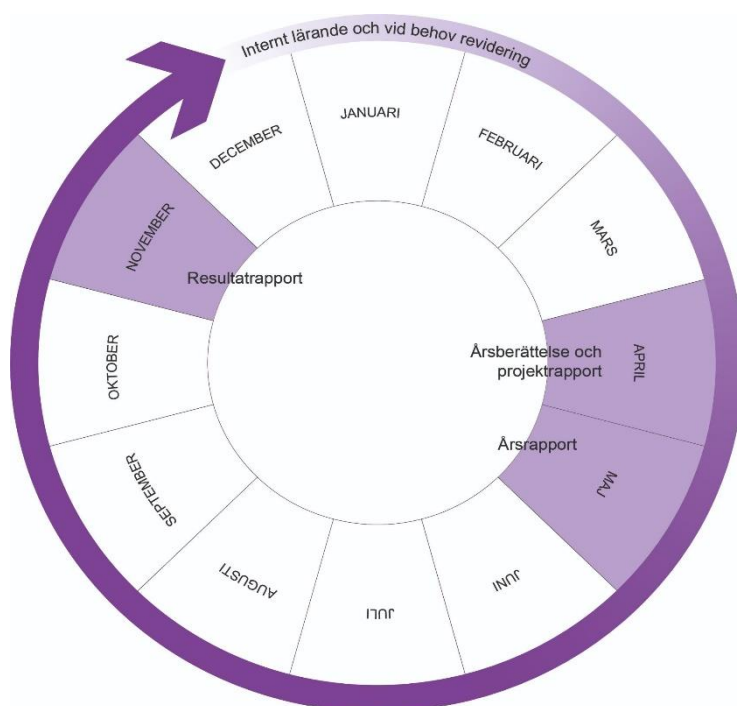 Internt lärande och vid behov revidering
JANUARI
FEBRUARI
MARS
APRIL
Årsberättelse och
projektrapport
MAJ
Årsrapport
JUNI
JULI
AUGUSTI
SEPTEMBER
OKTOBER
NOVEMBER
Resultatrapport
DECEMBER